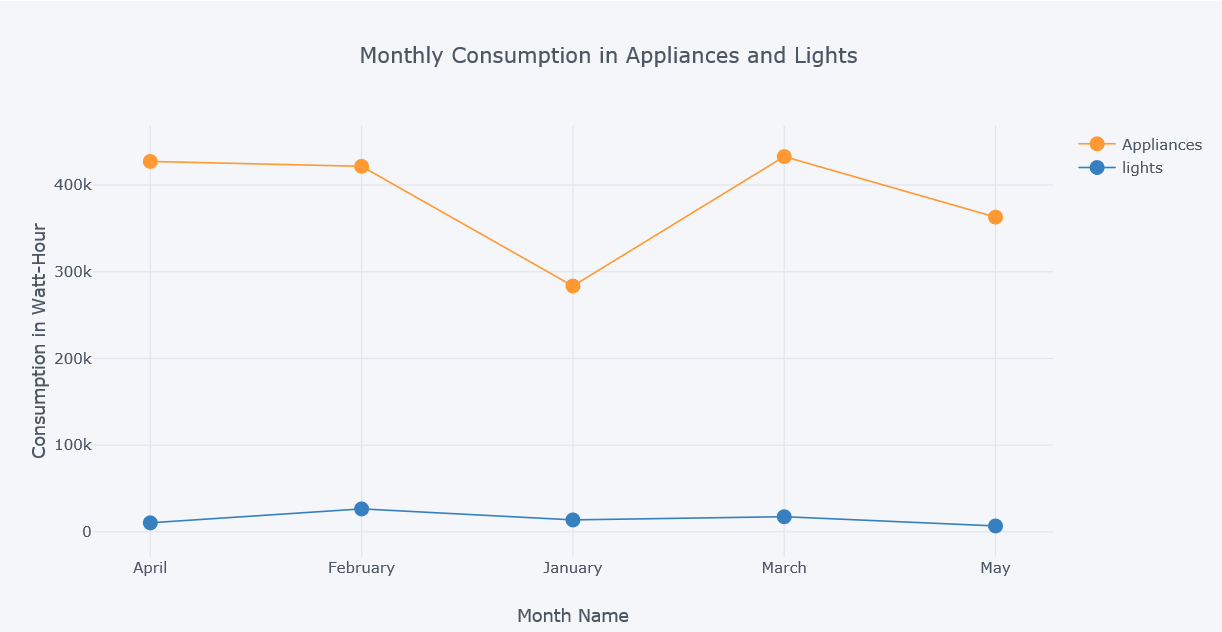 Monthly Consumption in Appliances and Lights
Appliances
lights
Consumption in Watt-Hour
400k
300k
200k
100k
0
April
February
January
March
May
Month Name